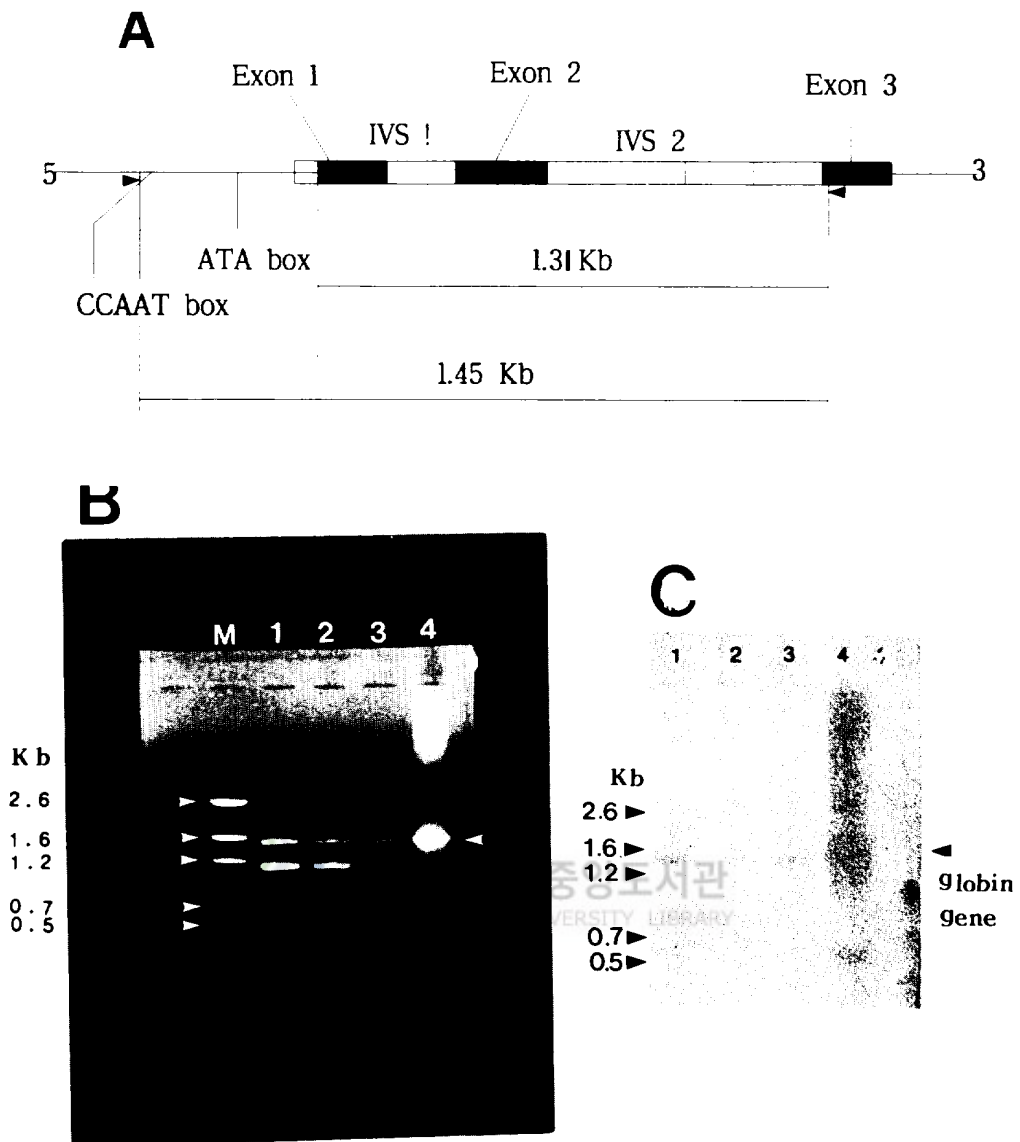 A
Exon 1
Exon 2
Exon 3
IVS !
IVS 2
5
3
ATA box
1.31 Kb
CCAAT box
1.45 Kb
B
M 1 2 3 4
Kb
2.6
1.6
1.2
0.7
0.5
C
1 2 3 4
Kb
2.6
1.6
1.2
0.7
0.5
globin
gene
중앙도서관
VERSITY LIBRARY